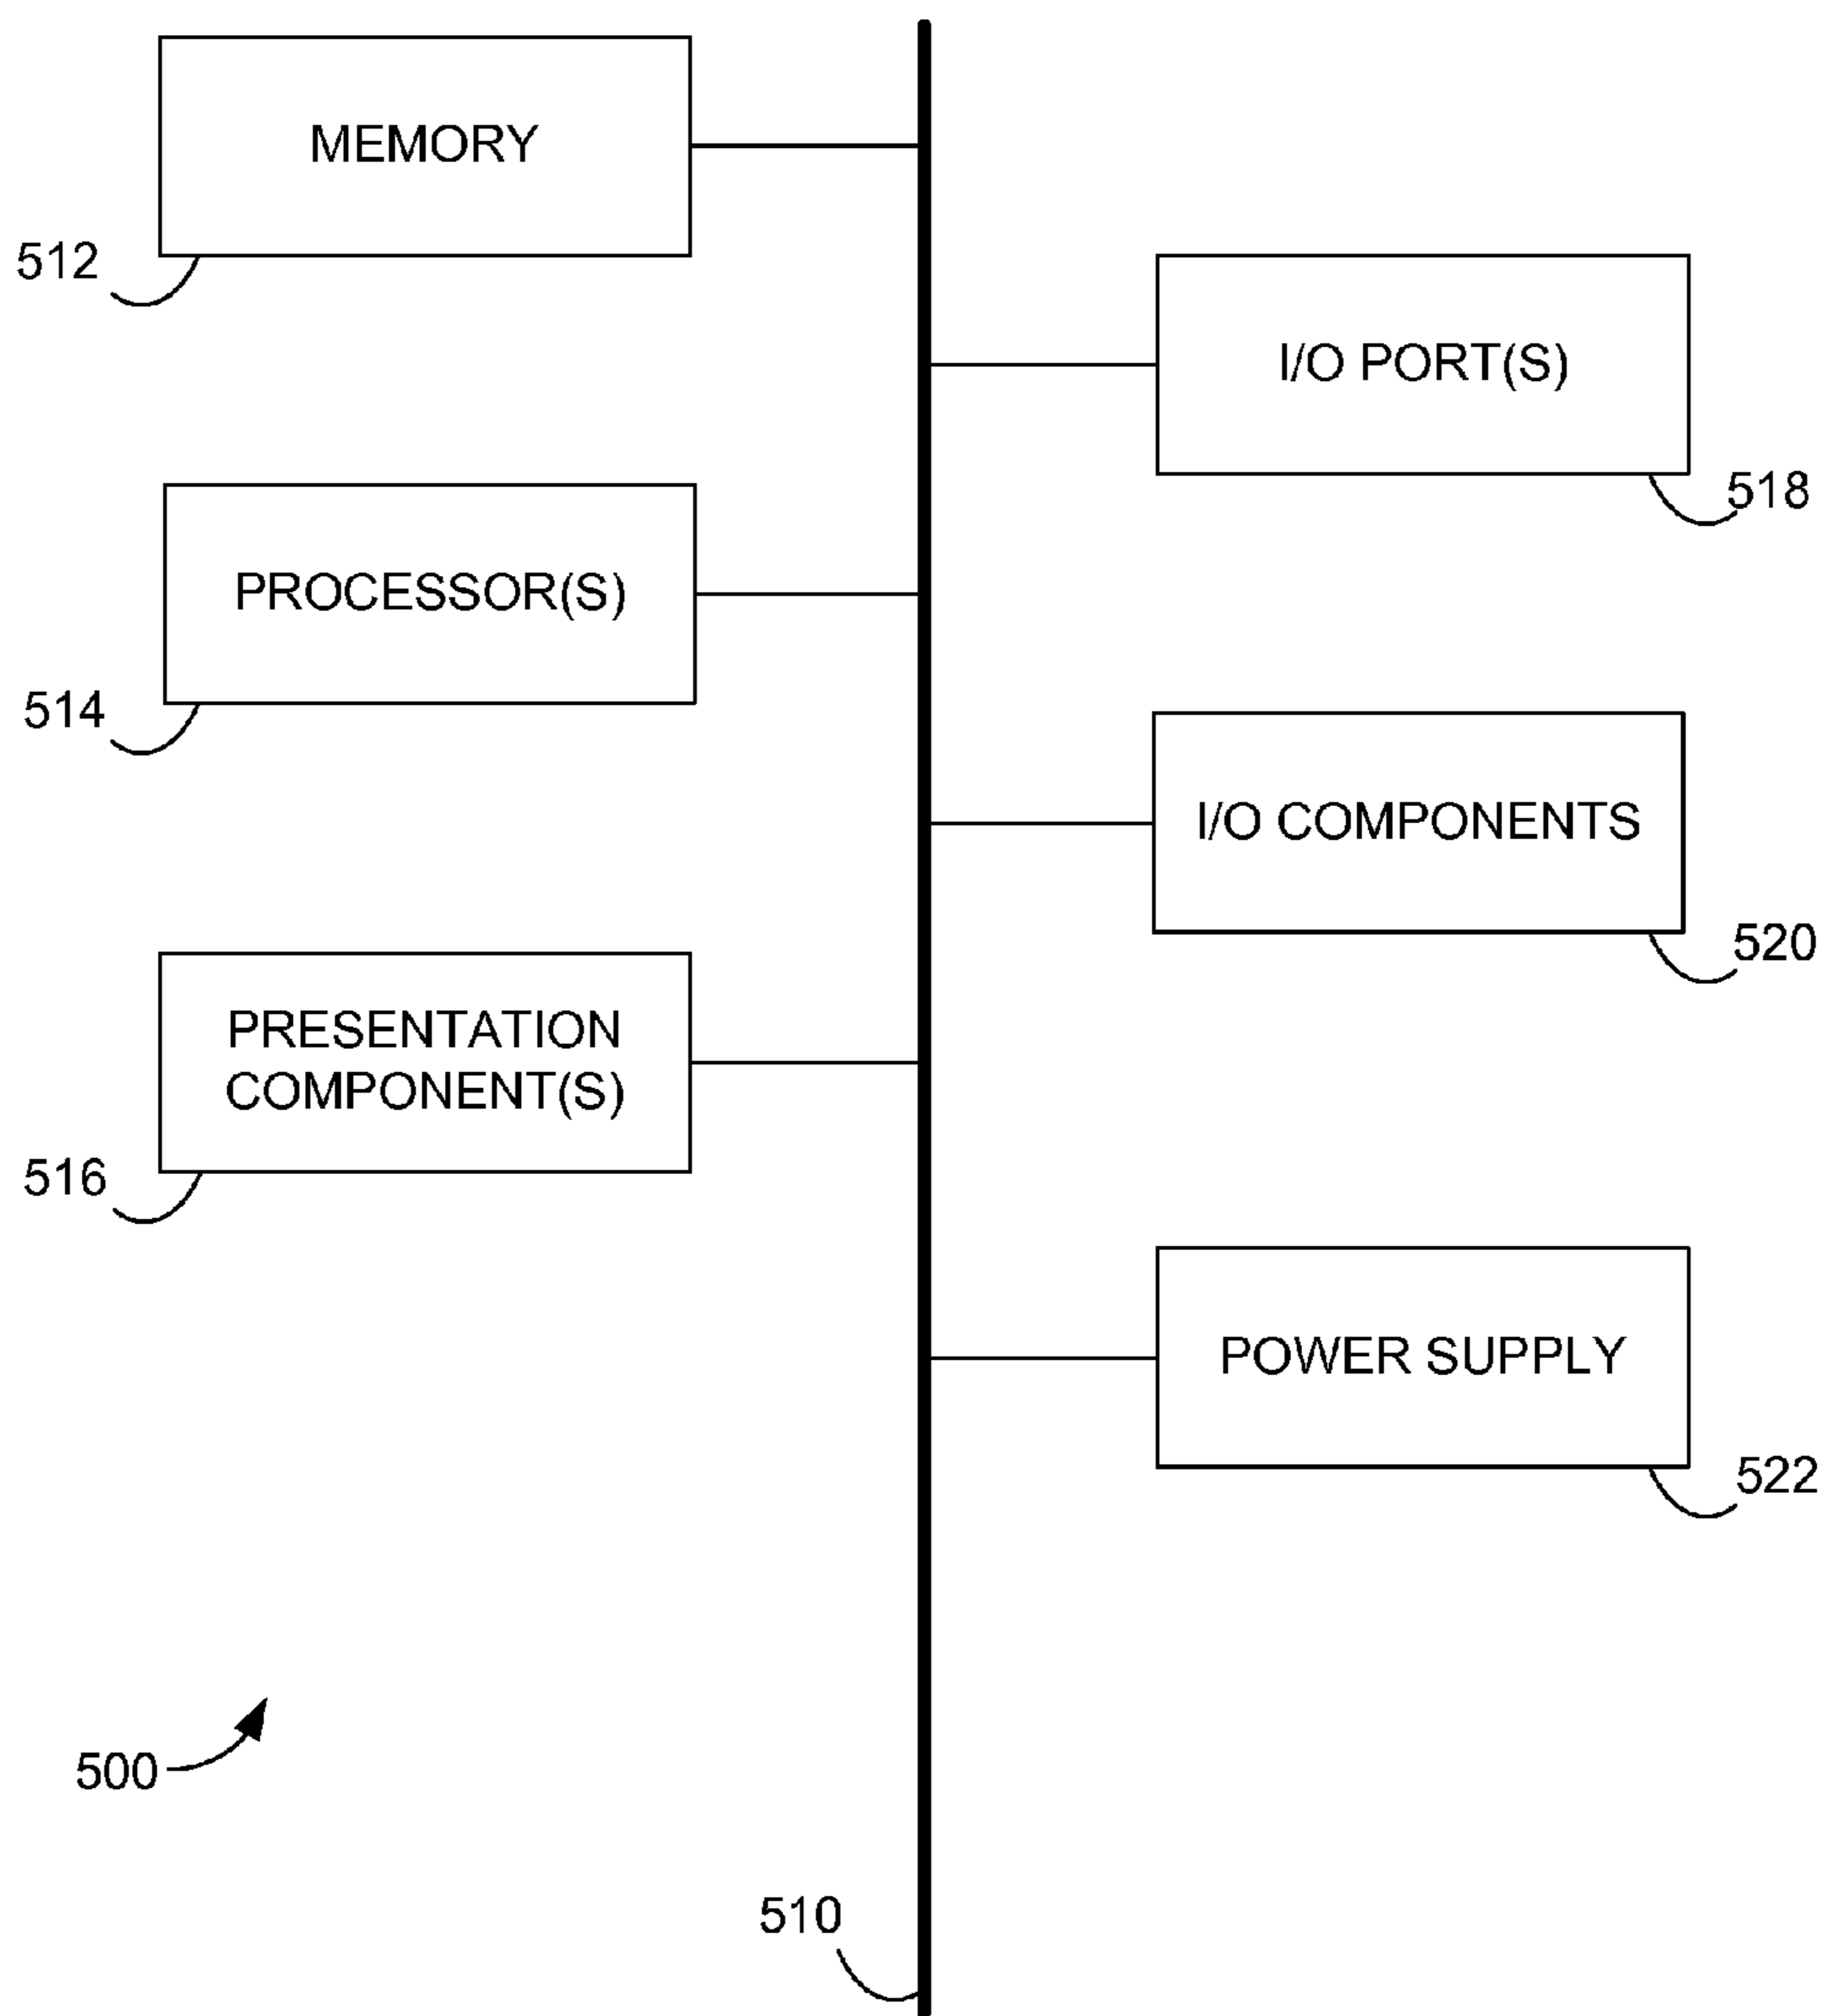 MEMORY
512
I/O PORT(S)
518
PROCESSOR(S)
514
I/O COMPONENTS
520
PRESENTATION
COMPONENT(S)
516
POWER SUPPLY
522
500
510